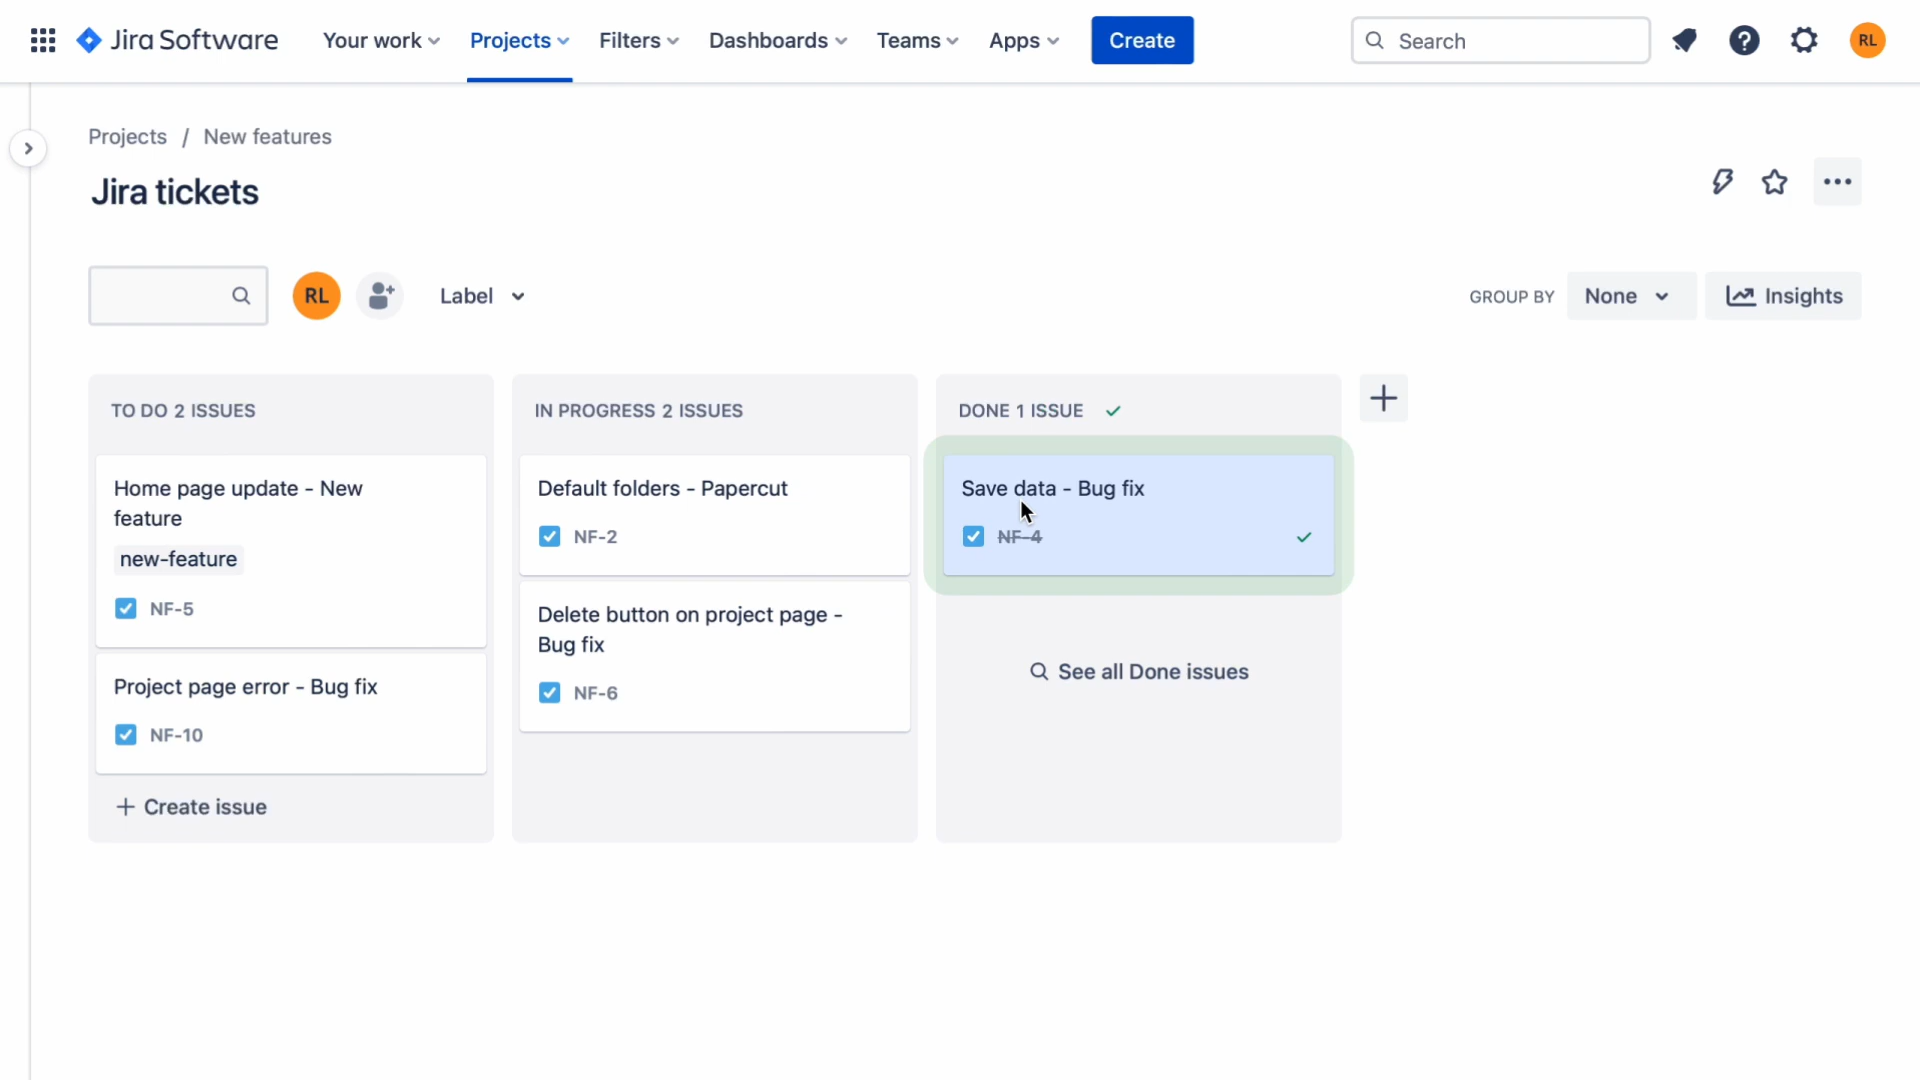 Jira Software
Your work
Projects
Filters
Dashboards
Teams
Apps
Create
Search
RL
Projects / New features
Jira tickets
RL
Label
GROUP BY
None
Insights
TO DO 2 ISSUES
Home page update - New
feature
new-feature
NF-5
Project page error - Bug fix
NF-10
+ Create issue
IN PROGRESS 2 ISSUES
Default folders - Papercut
NF-2
Delete button on project page -
Bug fix
NF-6
DONE 1 ISSUE
Save data - Bug fix
NF-4
See all Done issues